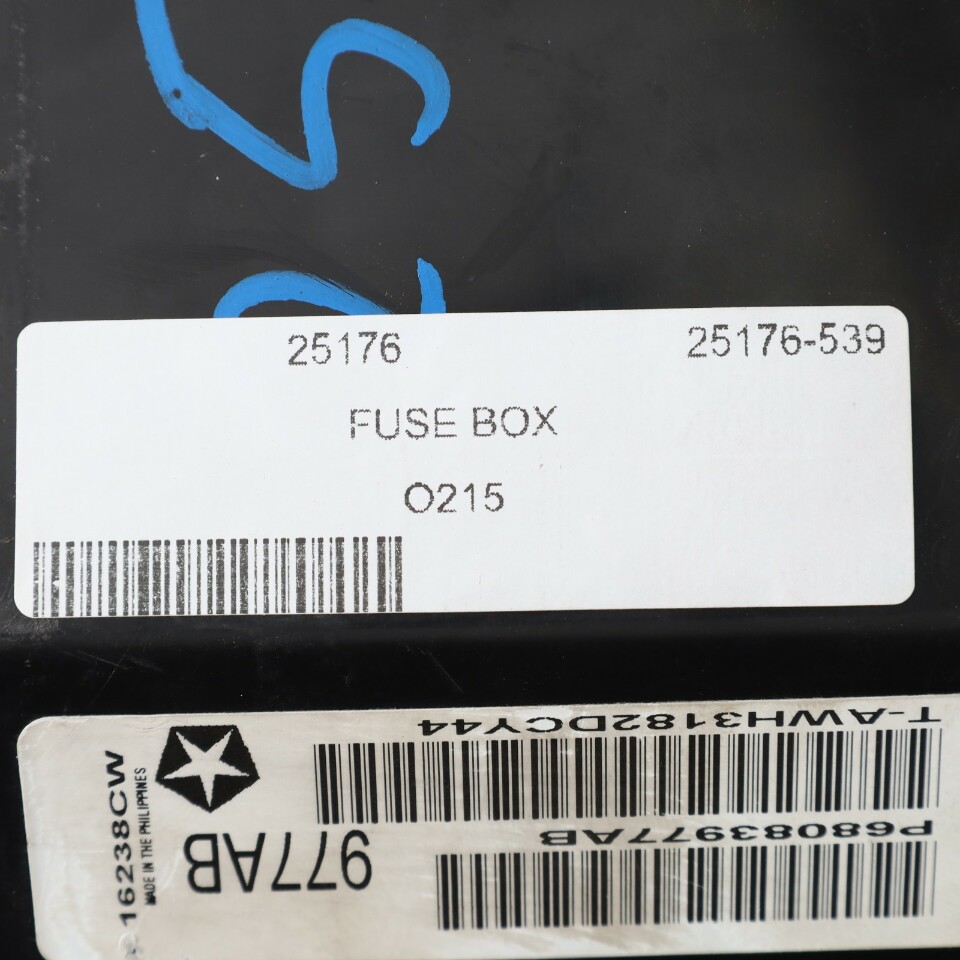 25176 25176-539
FUSE BOX
O215
T-AWH3182DCY44
P68083977AB
977AB
16238CW
MADE IN THE PHILIPPINES